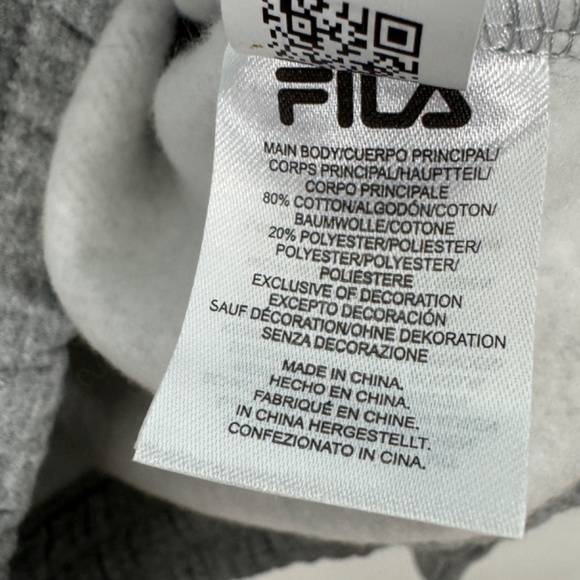 FILA
MAIN BODY/CUERPO PRINCIPAL/
CORPS PRINCIPAL/HAUPTTEIL/
CORPO PRINCIPALE
80% COTTON/ALGODÓN/COTON/
BAUMWOLLE/COTONE
20% POLYESTER/POLIESTER/
POLYESTER/POLYESTER/
POLIESTERE
EXCLUSIVE OF DECORATION
EXCEPTO DECORACIÓN
SAUF DÉCORATION/OHNE DEKORATION
SENZA DECORAZIONE
MADE IN CHINA.
HECHO EN CHINA.
FABRIQUÉ EN CHINE.
IN CHINA HERGESTELLT.
CONFEZIONATO IN CINA.